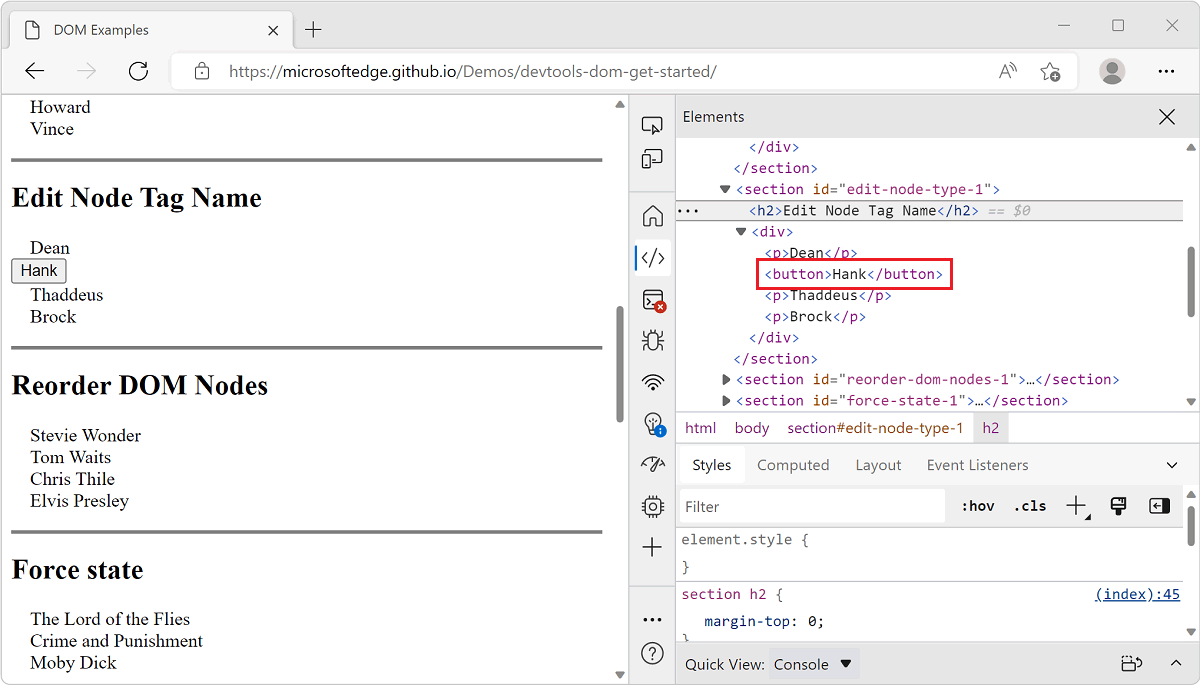 DOM Examples
https://microsoftedge.github.io/Demos/devtools-dom-get-started/
Howard
Vince
Edit Node Tag Name
Dean
Hank
Thaddeus
Brock
Reorder DOM Nodes
Stevie Wonder
Tom Waits
Chris Thile
Elvis Presley
Force state
The Lord of the Flies
Crime and Punishment
Moby Dick
Elements
</div>
</section>
<section id="edit-node-type-1">
<h2>Edit Node Tag Name</h2> == $0
<div>
<p>Dean</p>
<button>Hank</button>
<p>Thaddeus</p>
<p>Brock</p>
</div>
</section>
<section id="reorder-dom-nodes-1">…</section>
<section id="force-state-1">…</section>
html body section#edit-node-type-1 h2
Styles Computed Layout Event Listeners
Filter :hov .cls
element.style {
}
section h2 { (index):45
margin-top: 0;
}
Quick View: Console